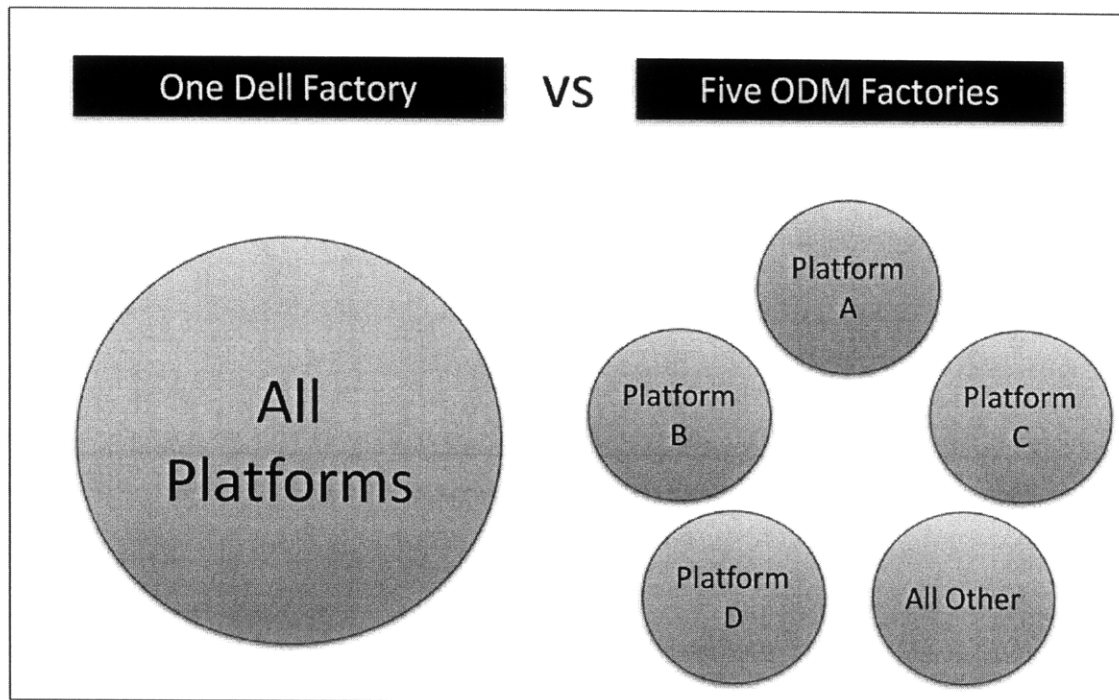 One Dell Factory
VS
Five ODM Factories
All
Platforms
Platform
A
Platform
B
Platform
C
Platform
D
All Other